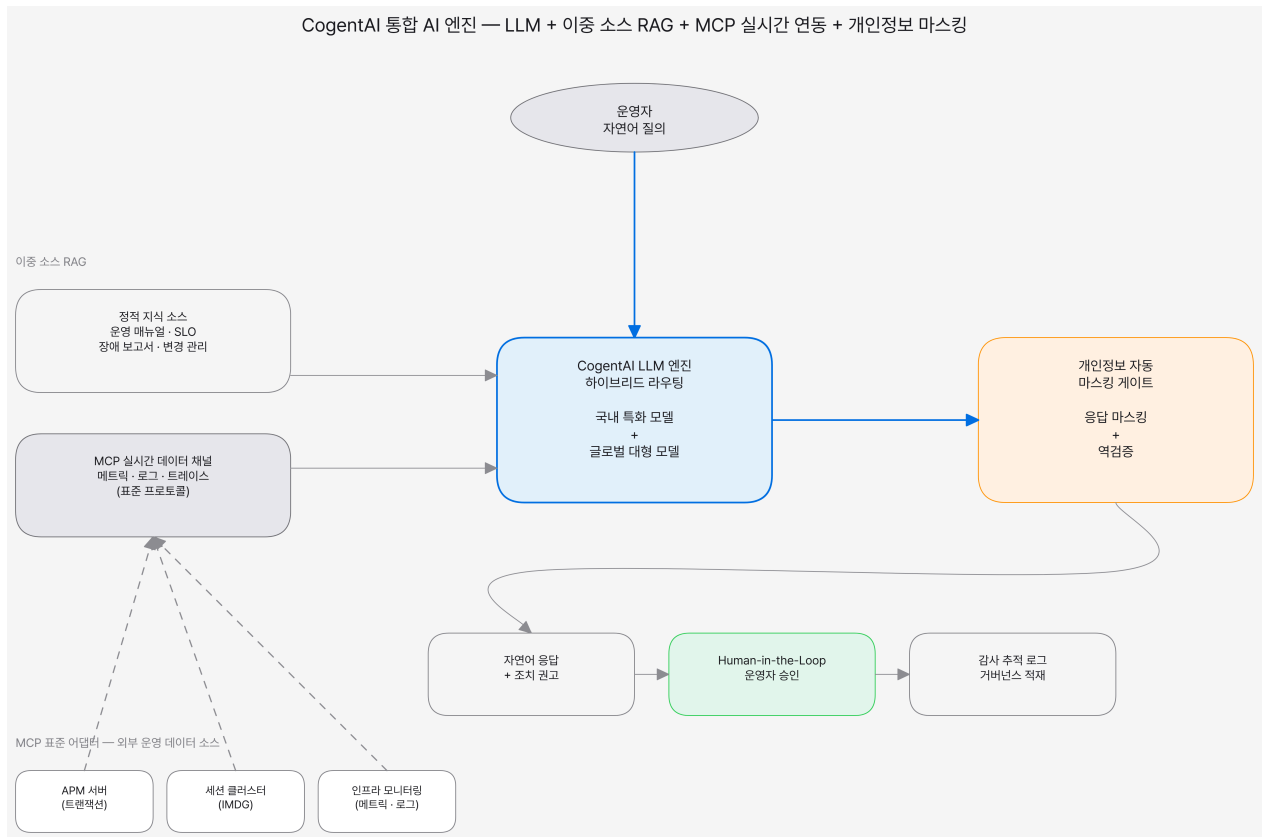 CogentAI 통합 AI 엔진 — LLM + 이중 소스 RAG + MCP 실시간 연동 + 개인정보 마스킹
운영자
자연어 질의
이중 소스 RAG
정적 지식 소스
운영 매뉴얼 · SLO
장애 보고서 · 변경 관리
CogentAI LLM 엔진
하이브리드 라우팅
국내 특화 모델
+
글로벌 대형 모델
개인정보 자동
마스킹 게이트
응답 마스킹
+
역검증
MCP 실시간 데이터 채널
메트릭 · 로그 · 트레이스
(표준 프로토콜)
자연어 응답
+ 조치 권고
Human-in-the-Loop
운영자 승인
감사 추적 로그
거버넌스 적재
MCP 표준 어댑터 — 외부 운영 데이터 소스
APM 서버
(트랜잭션)
세션 클러스터
(IMDG)
인프라 모니터링
(메트릭 · 로그)